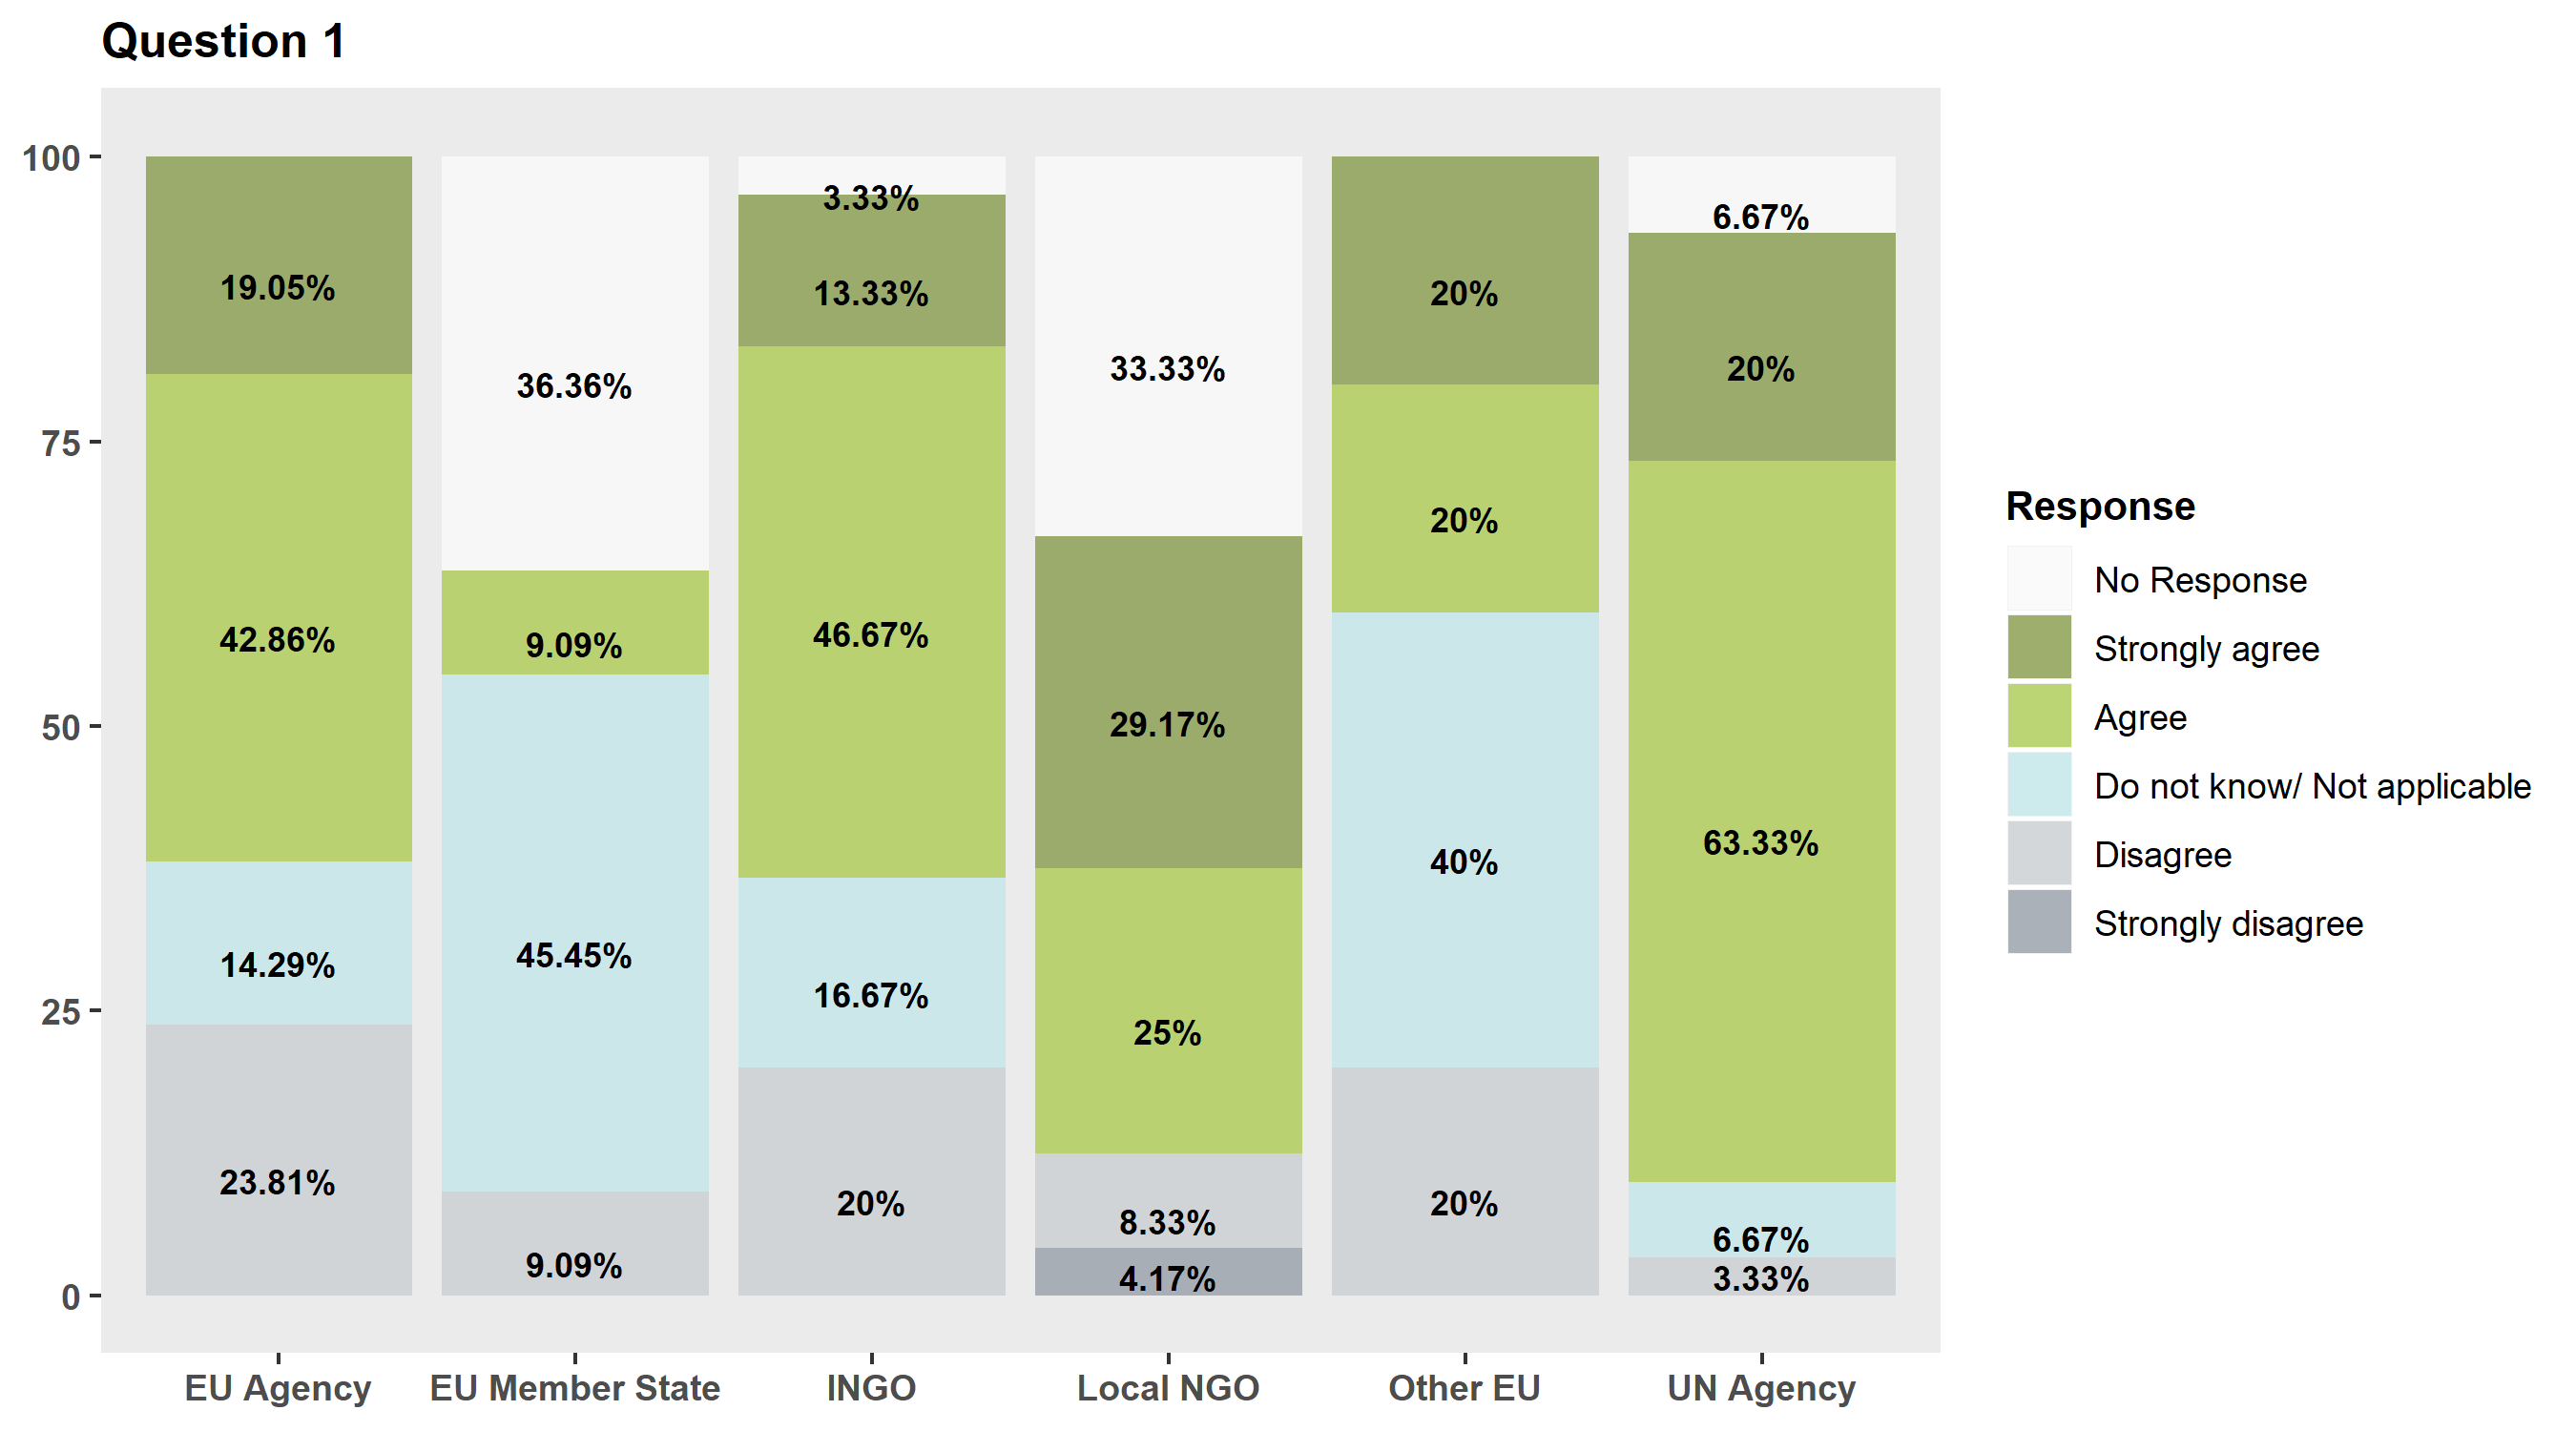 Question 1
100
75
50
25
0
19.05%
42.86%
14.29%
23.81%
36.36%
9.09%
45.45%
9.09%
3.33%
13.33%
46.67%
16.67%
20%
33.33%
29.17%
25%
8.33%
4.17%
20%
20%
40%
20%
6.67%
20%
63.33%
6.67%
3.33%
EU Agency
EU Member State
INGO
Local NGO
Other EU
UN Agency
Response
No Response
Strongly agree
Agree
Do not know/ Not applicable
Disagree
Strongly disagree